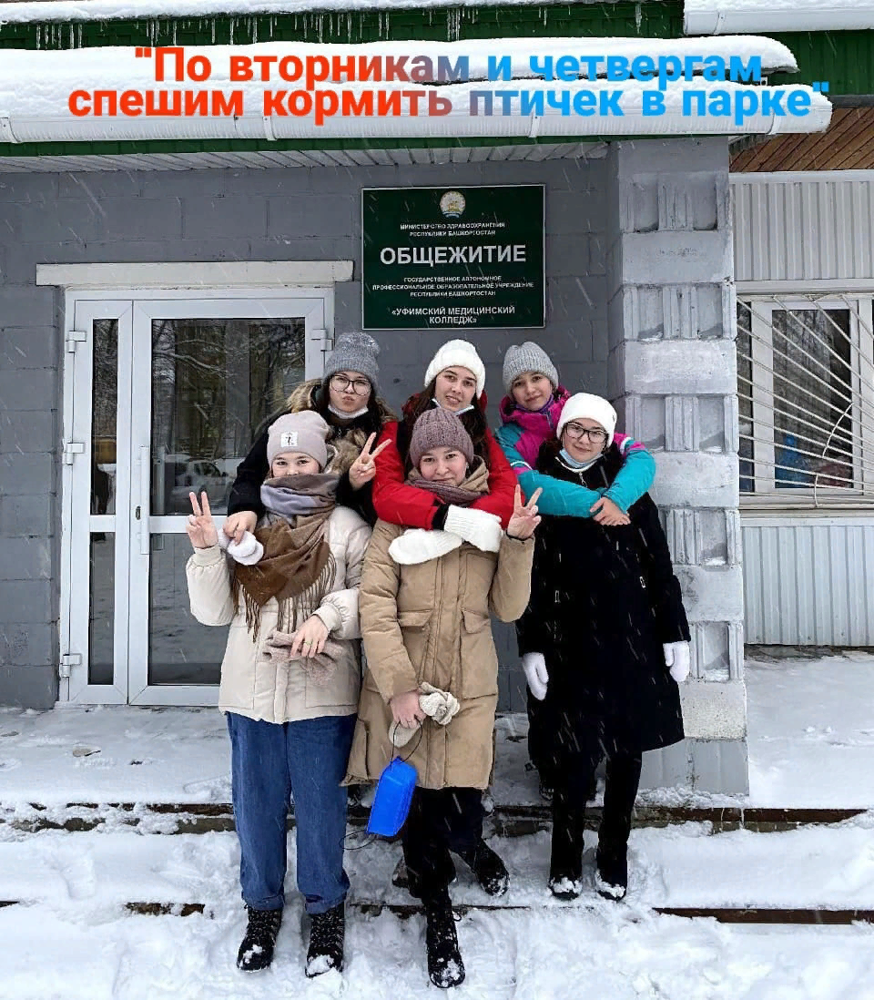 "По вторникам и четвергам
спешим кормить птичек в парке"
МИНИСТЕРСТВО ЗДРАВООХРАНЕНИЯ
РЕСПУБЛИКИ БАШКОРТОСТАН
ОБЩЕЖИТИЕ
ГОСУДАРСТВЕННОЕ АВТОНОМНОЕ
ПРОФЕССИОНАЛЬНОЕ ОБРАЗОВАТЕЛЬНОЕ УЧРЕЖДЕНИЕ
РЕСПУБЛИКИ БАШКОРТОСТАН
«УФИМСКИЙ МЕДИЦИНСКИЙ
КОЛЛЕДЖ»